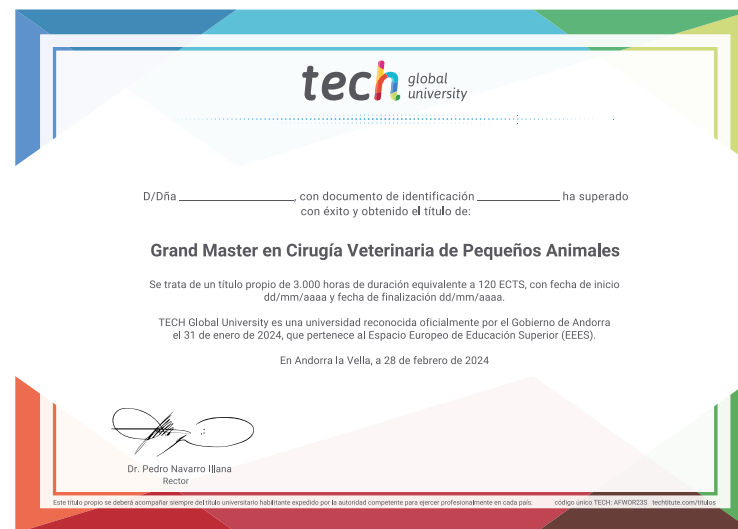 tech global university
D/Dña ____________, con documento de identificación ____________ ha superado
con éxito y obtenido el título de:
Grand Master en Cirugía Veterinaria de Pequeños Animales
Se trata de un título propio de 3.000 horas de duración equivalente a 120 ECTS, con fecha de inicio
dd/mm/aaaa y fecha de finalización dd/mm/aaaa.
TECH Global University es una universidad reconocida oficialmente por el Gobierno de Andorra
el 31 de enero de 2024, que pertenece al Espacio Europeo de Educación Superior (EEES).
En Andorra la Vella, a 28 de febrero de 2024
Dr. Pedro Navarro Illana
Rector
Este título propio se deberá acompañar siempre del título universitario habilitante expedido por la autoridad competente para ejercer profesionalmente en cada país. código único TECH: AFWOR23S techtitute.com/titulos